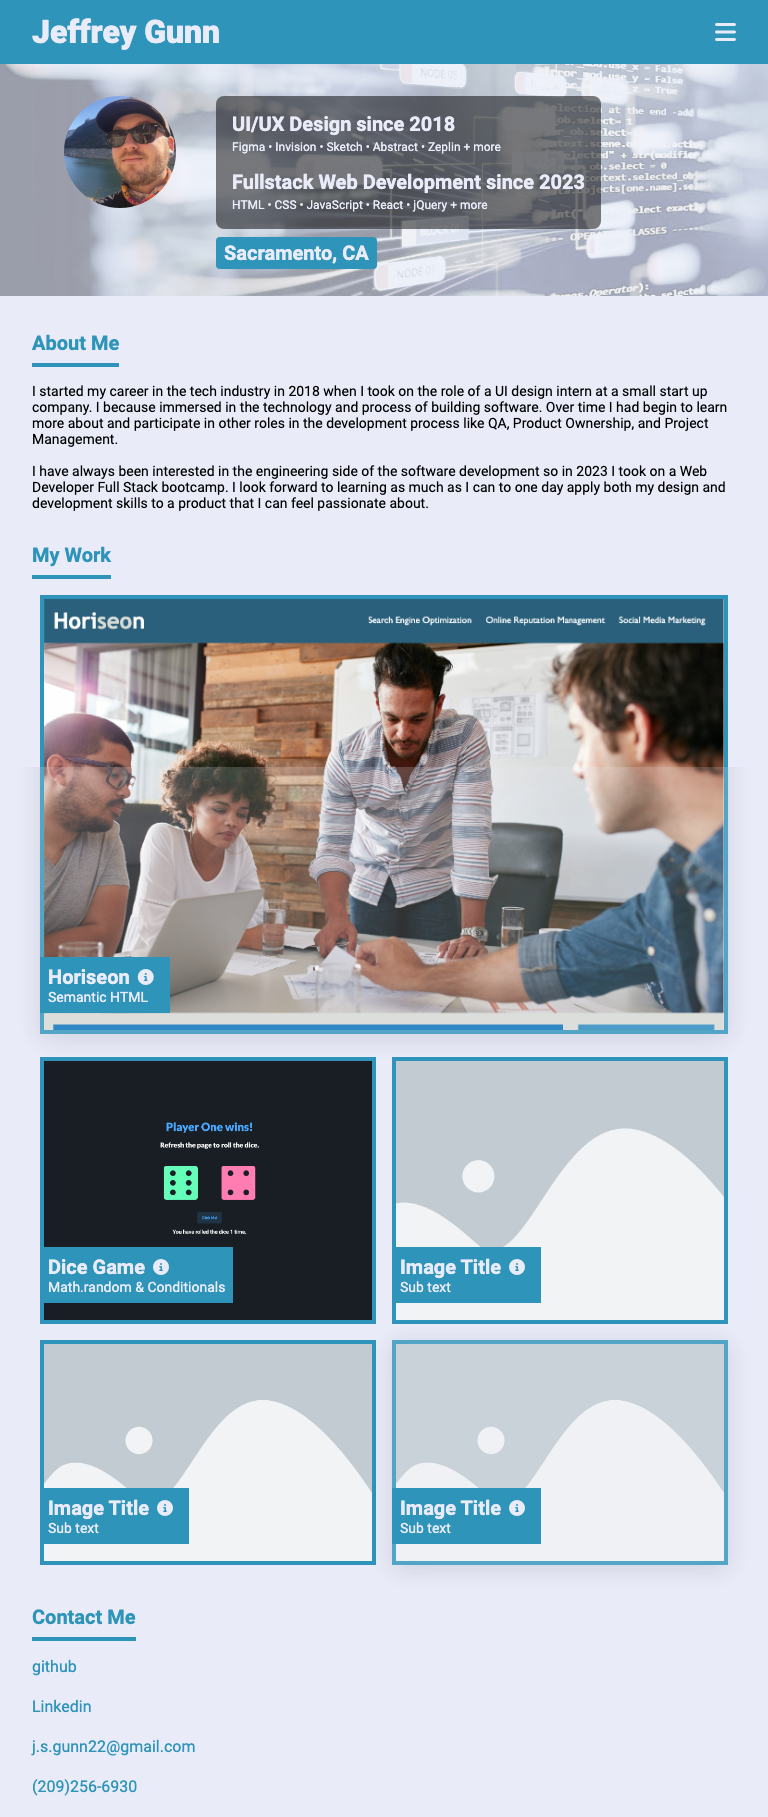 Jeffrey Gunn
UI/UX Design since 2018
Figma • Invision • Sketch • Abstract • Zeplin + more
Fullstack Web Development since 2023
HTML • CSS • JavaScript • React • jQuery + more
Sacramento, CA
About Me
I started my career in the tech industry in 2018 when I took on the role of a UI design intern at a small start up
company. I because immersed in the technology and process of building software. Over time I had begin to learn
more about and participate in other roles in the development process like QA, Product Ownership, and Project
Management.
I have always been interested in the engineering side of the software development so in 2023 I took on a Web
Developer Full Stack bootcamp. I look forward to learning as much as I can to one day apply both my design and
development skills to a product that I can feel passionate about.
My Work
Horiseon
Search Engine Optimization Online Reputation Management Social Media Marketing
Horiseon
Semantic HTML
Player One wins!
Refresh the page to roll the dice.
You have rolled the dice 1 time.
Dice Game
Math.random & Conditionals
Image Title
Sub text
Image Title
Sub text
Image Title
Sub text
Contact Me
github
Linkedin
j.s.gunn22@gmail.com
(209)256-6930